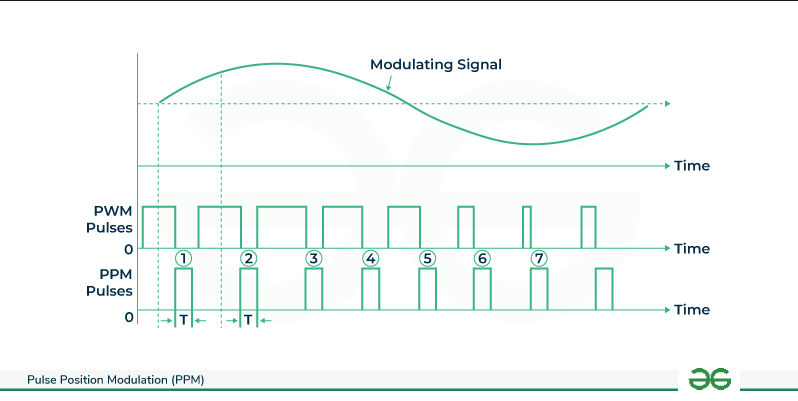 Modulating Signal
Time
PWM
Pulses
0
Time
1 2 3 4 5 6 7
PPM
Pulses
0
Time
T T
Pulse Position Modulation (PPM)